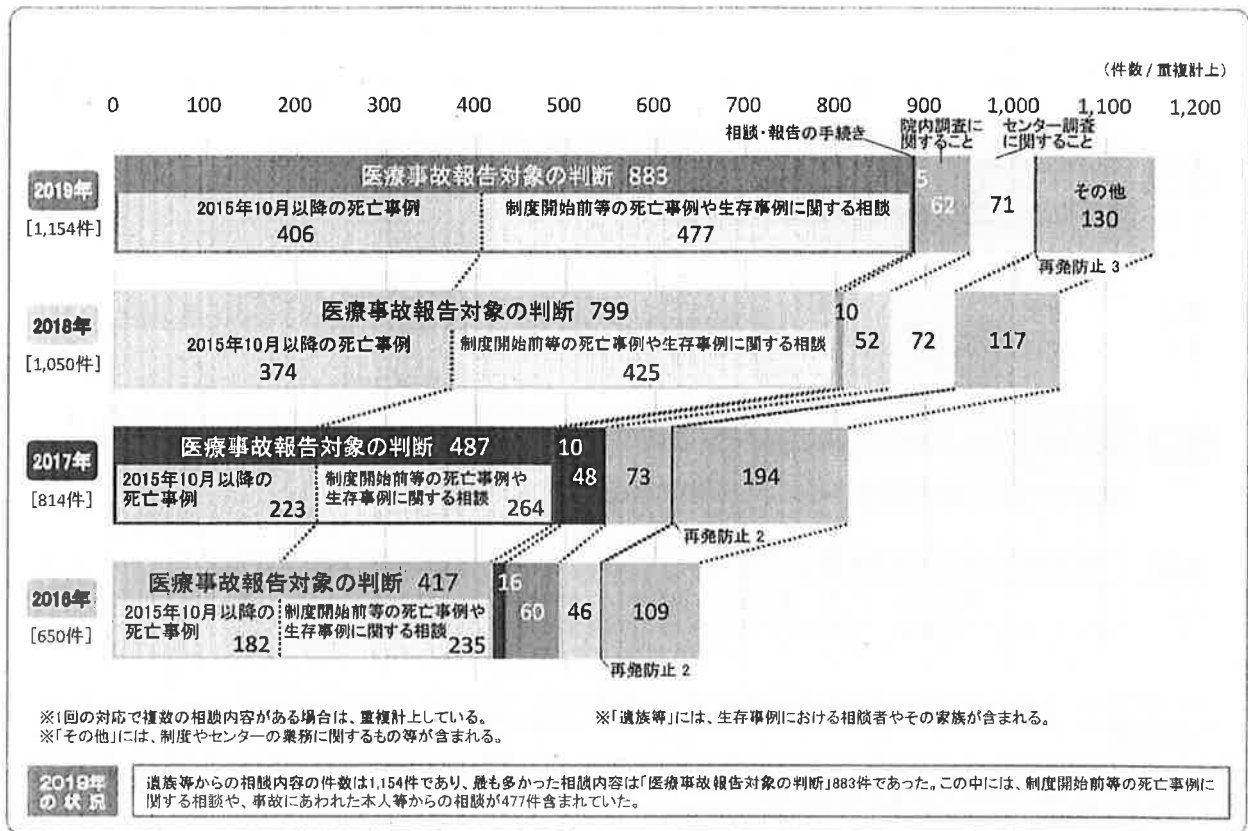 (件数/重複計上)
0 100 200 300 400 500 600 700 800 900 1,000 1,100 1,200
相談・報告の手続き
院内調査に
関すること
センター調査
に関すること
2019年
[1,154件]
医療事故報告対象の判断 883
2015年10月以降の死亡事例
406
制度開始前等の死亡事例や生存事例に関する相談
477
5
62
71
その他
130
再発防止 3
2018年
[1,050件]
医療事故報告対象の判断 799
2015年10月以降の死亡事例
374
制度開始前等の死亡事例や生存事例に関する相談
425
10
52
72
117
2017年
[814件]
医療事故報告対象の判断 487
2015年10月以降の
死亡事例
223
制度開始前等の死亡事例や
生存事例に関する相談
264
10
48
73
194
再発防止 2
2016年
[650件]
医療事故報告対象の判断 417
2015年10月以降の
死亡事例
182
制度開始前等の死亡事例や
生存事例に関する相談
235
16
60
46
109
再発防止 2
※1回の対応で複数の相談内容がある場合は、重複計上している。
※「遺族等」には、生存事例における相談者やその家族が含まれる。
※「その他」には、制度やセンターの業務に関するもの等が含まれる。
2019年
の状況
遺族等からの相談内容の件数は1,154件であり、最も多かった相談内容は「医療事故報告対象の判断」883件であった。この中には、制度開始前等の死亡事例に
関する相談や、事故にあわれた本人等からの相談が477件含まれていた。